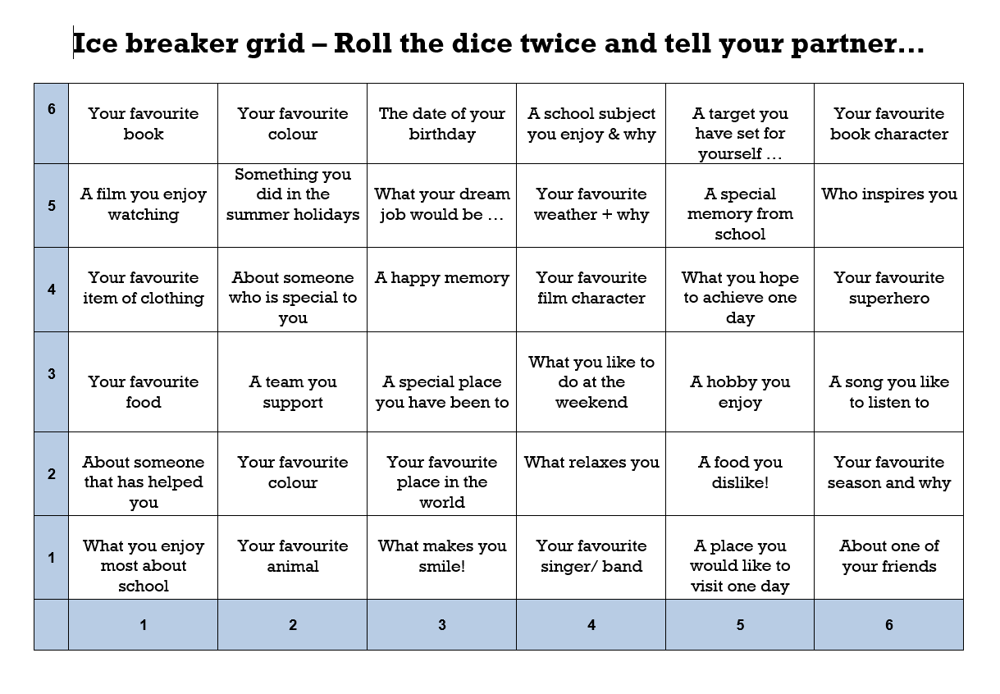 Ice breaker grid – Roll the dice twice and tell your partner…
6
Your favourite
book
Your favourite
colour
The date of your
birthday
A school subject
you enjoy & why
A target you
have set for
yourself …
Your favourite
book character
5
A film you enjoy
watching
Something you
did in the
summer holidays
What your dream
job would be …
Your favourite
weather + why
A special
memory from
school
Who inspires you
4
Your favourite
item of clothing
About someone
who is special to
you
A happy memory
Your favourite
film character
What you hope
to achieve one
day
Your favourite
superhero
3
Your favourite
food
A team you
support
A special place
you have been to
What you like to
do at the
weekend
A hobby you
enjoy
A song you like
to listen to
2
About someone
that has helped
you
Your favourite
colour
Your favourite
place in the
world
What relaxes you
A food you
dislike!
Your favourite
season and why
1
What you enjoy
most about
school
Your favourite
animal
What makes you
smile!
Your favourite
singer/ band
A place you
would like to
visit one day
About one of
your friends
1
2
3
4
5
6